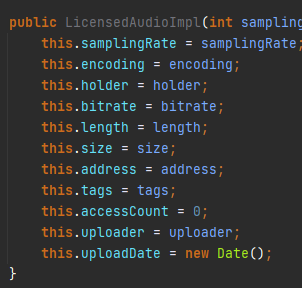 public LicensedAudioImpl(int sampling
this.samplingRate = samplingRate;
this.encoding = encoding;
this.holder = holder;
this.bitrate = bitrate;
this.length = length;
this.size = size;
this.address = address;
this.tags = tags;
this.accessCount = 0;
this.uploader = uploader;
this.uploadDate = new Date();
}